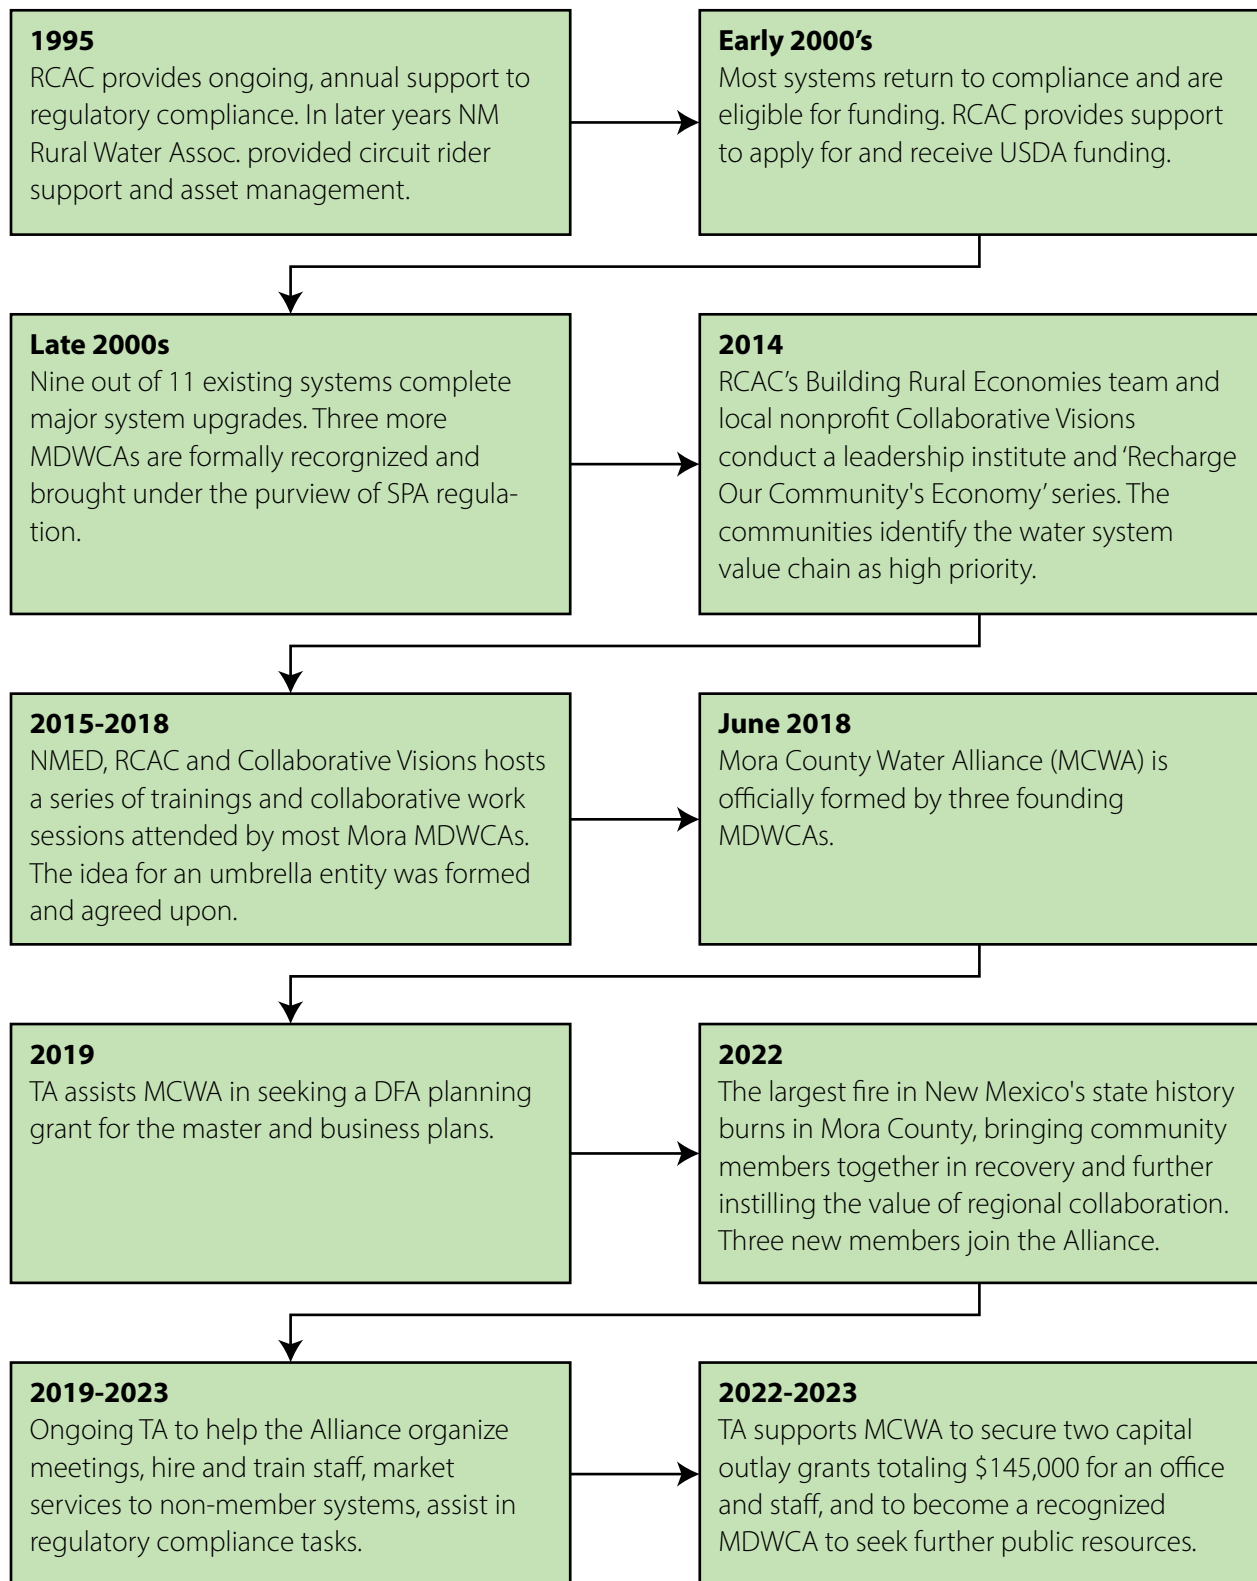 1995
RCAC provides ongoing, annual support to
regulatory compliance. In later years NM
Rural Water Assoc. provided circuit rider
support and asset management.
Early 2000's
Most systems return to compliance and are
eligible for funding. RCAC provides support
to apply for and receive USDA funding.
Late 2000s
Nine out of 11 existing systems complete
major system upgrades. Three more
MDWCAs are formally recorgnized and
brought under the purview of SPA regula-
tion.
2014
RCAC’s Building Rural Economies team and
local nonprofit Collaborative Visions
conduct a leadership institute and ‘Recharge
Our Community's Economy’ series. The
communities identify the water system
value chain as high priority.
2015-2018
NMED, RCAC and Collaborative Visions hosts
a series of trainings and collaborative work
sessions attended by most Mora MDWCAs.
The idea for an umbrella entity was formed
and agreed upon.
June 2018
Mora County Water Alliance (MCWA) is
officially formed by three founding
MDWCAs.
2019
TA assists MCWA in seeking a DFA planning
grant for the master and business plans.
2022
The largest fire in New Mexico's state history
burns in Mora County, bringing community
members together in recovery and further
instilling the value of regional collaboration.
Three new members join the Alliance.
2019-2023
Ongoing TA to help the Alliance organize
meetings, hire and train staff, market
services to non-member systems, assist in
regulatory compliance tasks.
2022-2023
TA supports MCWA to secure two capital
outlay grants totaling $145,000 for an office
and staff, and to become a recognized
MDWCA to seek further public resources.